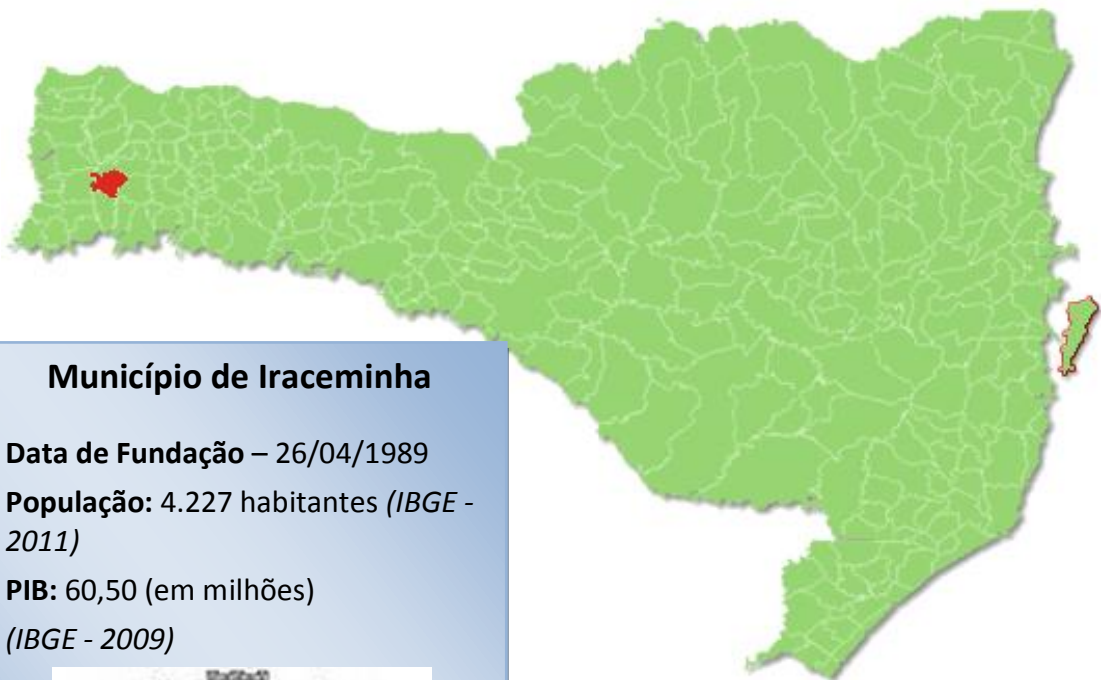 Município de Iraceminha
Data de Fundação – 26/04/1989
População: 4.227 habitantes (IBGE -
2011)
PIB: 60,50 (em milhões)
(IBGE - 2009)